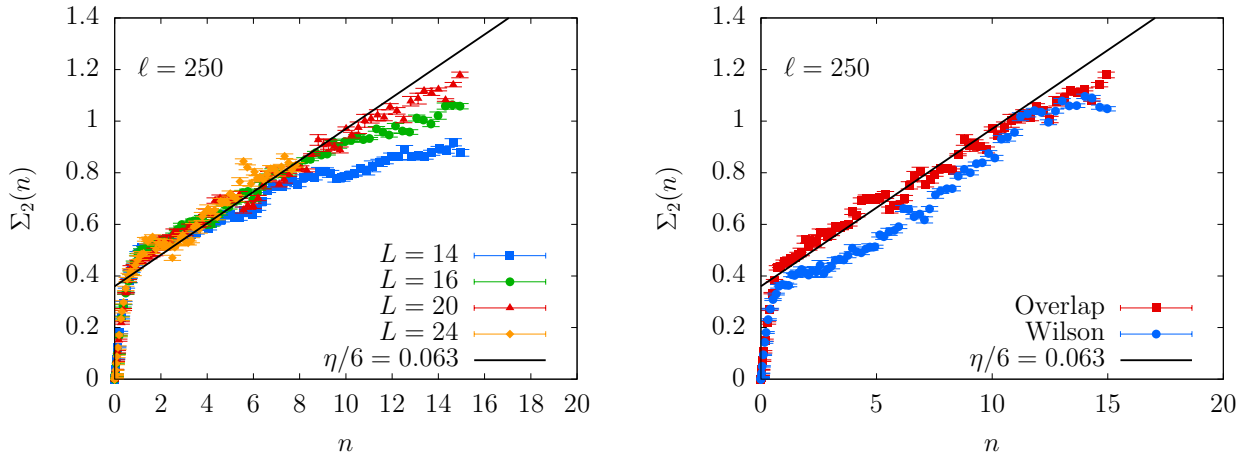 1.4
1.2
1
0.8
0.6
0.4
0.2
0
Σ₂(n)
ℓ = 250
L = 14
L = 16
L = 20
L = 24
η/6 = 0.063
0 2 4 6 8 10 12 14 16 18 20
n
1.4
1.2
1
0.8
0.6
0.4
0.2
0
Σ₂(n)
ℓ = 250
Overlap
Wilson
η/6 = 0.063
0 5 10 15 20
n